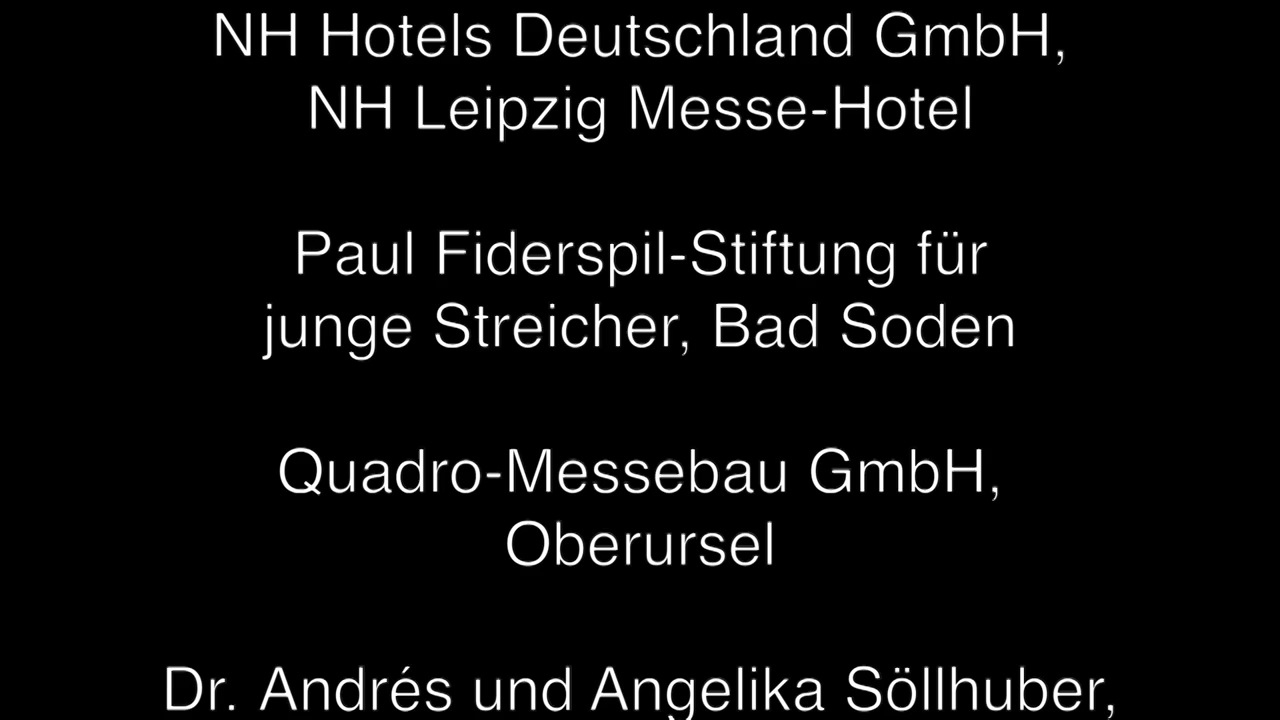 NH Hotels Deutschland GmbH,
NH Leipzig Messe-Hotel
Paul Fiderspil-Stiftung für
junge Streicher, Bad Soden
Quadro-Messebau GmbH,
Oberursel
Dr. Andrés und Angelika Söllhuber,